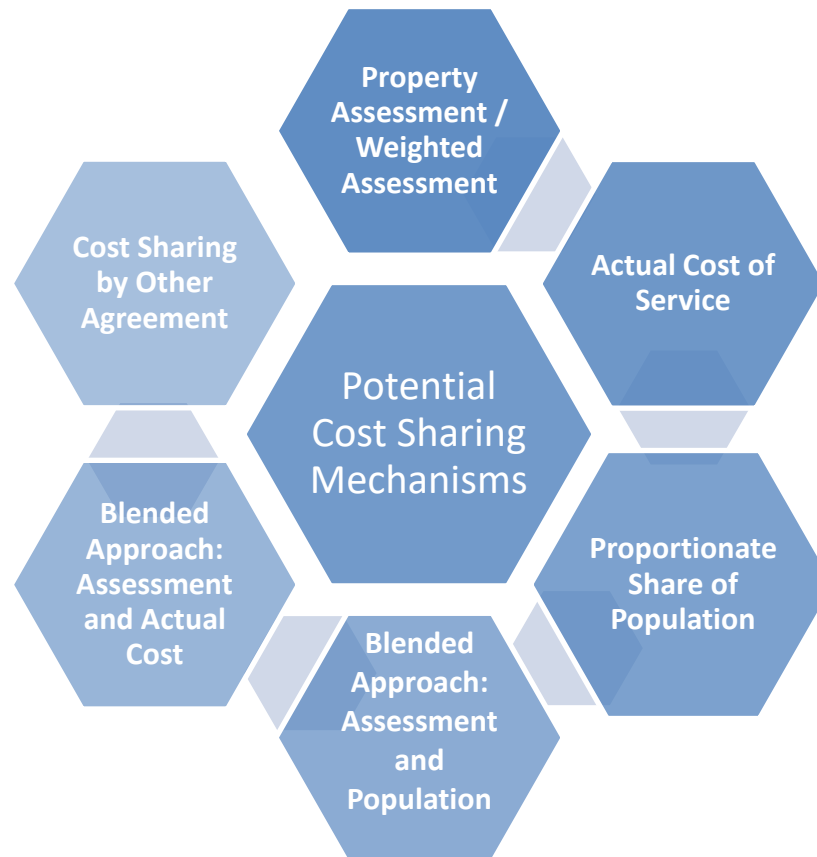 Property
Assessment /
Weighted
Assessment
Actual Cost of
Service
Proportionate
Share of
Population
Blended
Approach:
Assessment
and
Population
Blended
Approach:
Assessment
and Actual
Cost
Cost Sharing
by Other
Agreement
Potential
Cost Sharing
Mechanisms